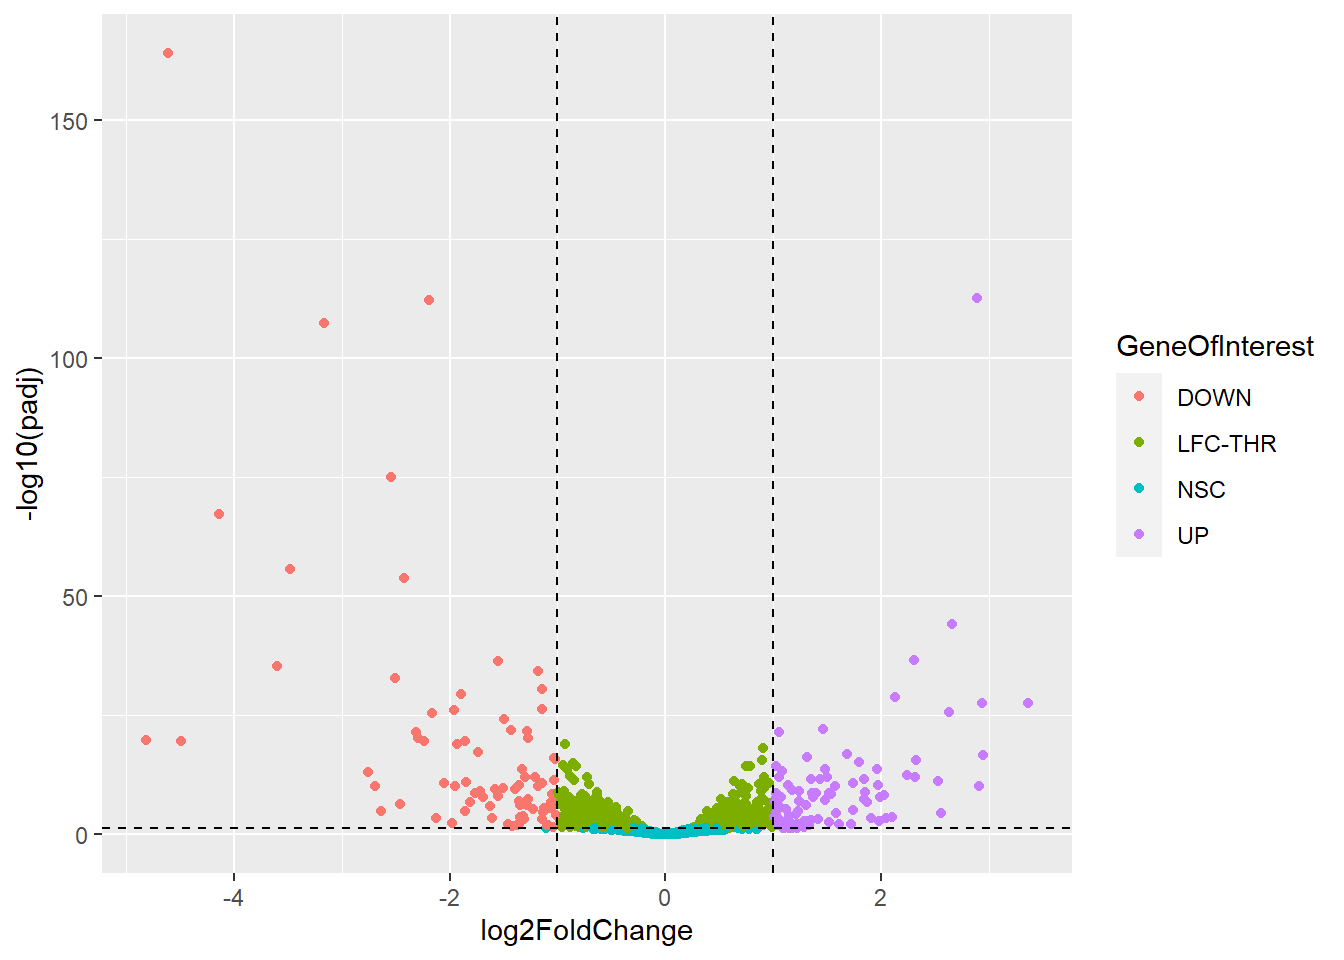 150
100
50
0
-log10(padj)
-4
-2
0
2
log2FoldChange
GeneOfInterest
DOWN
LFC-THR
NSC
UP